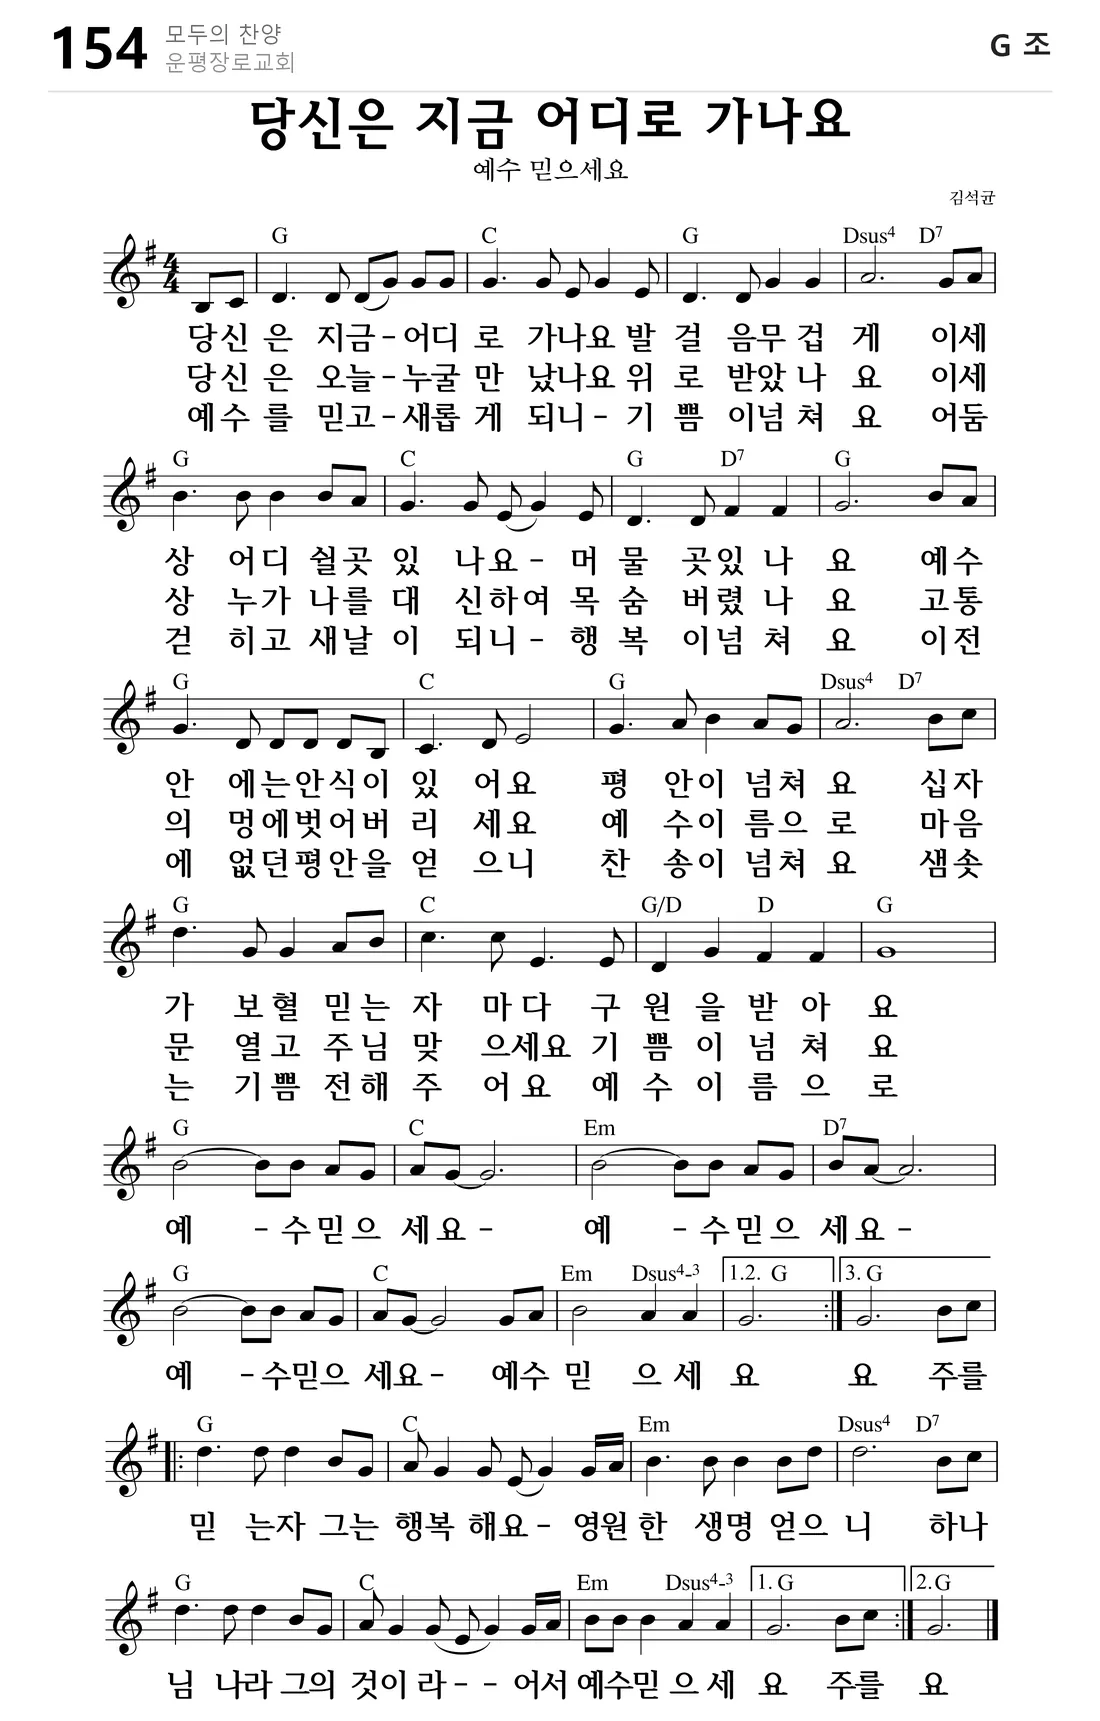 154 모두의 찬양 G 조
운평장로교회
당신은 지금 어디로 가나요
예수 믿으세요
김석균
G C G Dsus4 D7
당신 은 지금-어디 로 가나요 발 걸 음무 겁 게 이세
당신 은 오늘-누굴 만 났나요 위 로 받았 나 요 이세
예수 를 믿고-새롭 게 되니- 기 쁨 이넘 쳐 요 어둠
G C G D7 G
상 어디 쉴곳 있 나요- 머 물 곳있 나 요 예수
상 누가 나를 대 신하여 목 숨 버렸 나 요 고통
걷 히고 새날 이 되니- 행 복 이넘 쳐 요 이전
G C G Dsus4 D7
안 에는안식이 있 어요 평 안이 넘쳐 요 십자
의 멍에벗어버 리 세요 예 수이 름으 로 마음
에 없던평안을 얻 으니 찬 송이 넘쳐 요 샘솟
G C G/D D G
가 보혈 믿는 자 마다 구 원 을 받 아 요
문 열고 주님 맞 으세요 기 쁨 이 넘 쳐 요
는 기쁨 전해 주 어요 예 수 이 름 으 로
G C Em D7
예 -수믿으 세요- 예 -수믿으 세요-
G C Em Dsus4-3 1.2. G 3. G
예 -수믿으 세요- 예수 믿 으세 요 요 주를
G C Em Dsus4 D7
믿 는자 그는 행복 해요- 영원 한 생명 얻으 니 하나
G C Em Dsus4-3 1. G 2. G
님 나라 그의 것이 라-- 어서 예수믿 으 세 요 주를 요